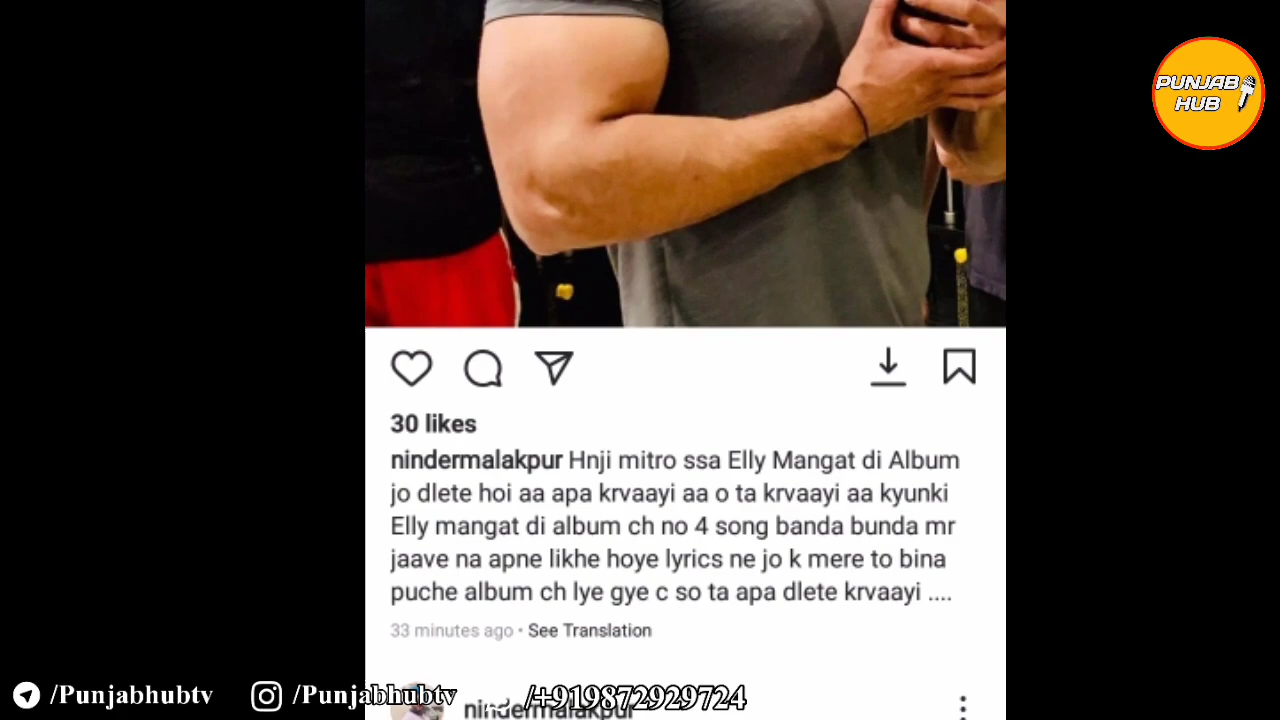 PUNJAB
HUB
30 likes
nindermalakpur Hnji mitro ssa Elly Mangat di Album
jo dlete hoi aa apa krvaayi aa o ta krvaayi aa kyunki
Elly mangat di album ch no 4 song banda bunda mr
jaave na apne likhe hoye lyrics ne jo k mere to bina
puche album ch lye gye c so ta apa dlete krvaayi ....
33 minutes ago • See Translation
/Punjabhubtv /Punjabhubtv /+919872929724
nindermalakpur